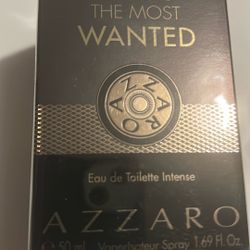 THE MOST
WANTED
AZZARO
Eau de Toilette Intense
AZZARO
℮ 50 ml Vaporisateur Spray 1.69 Fl.Oz.